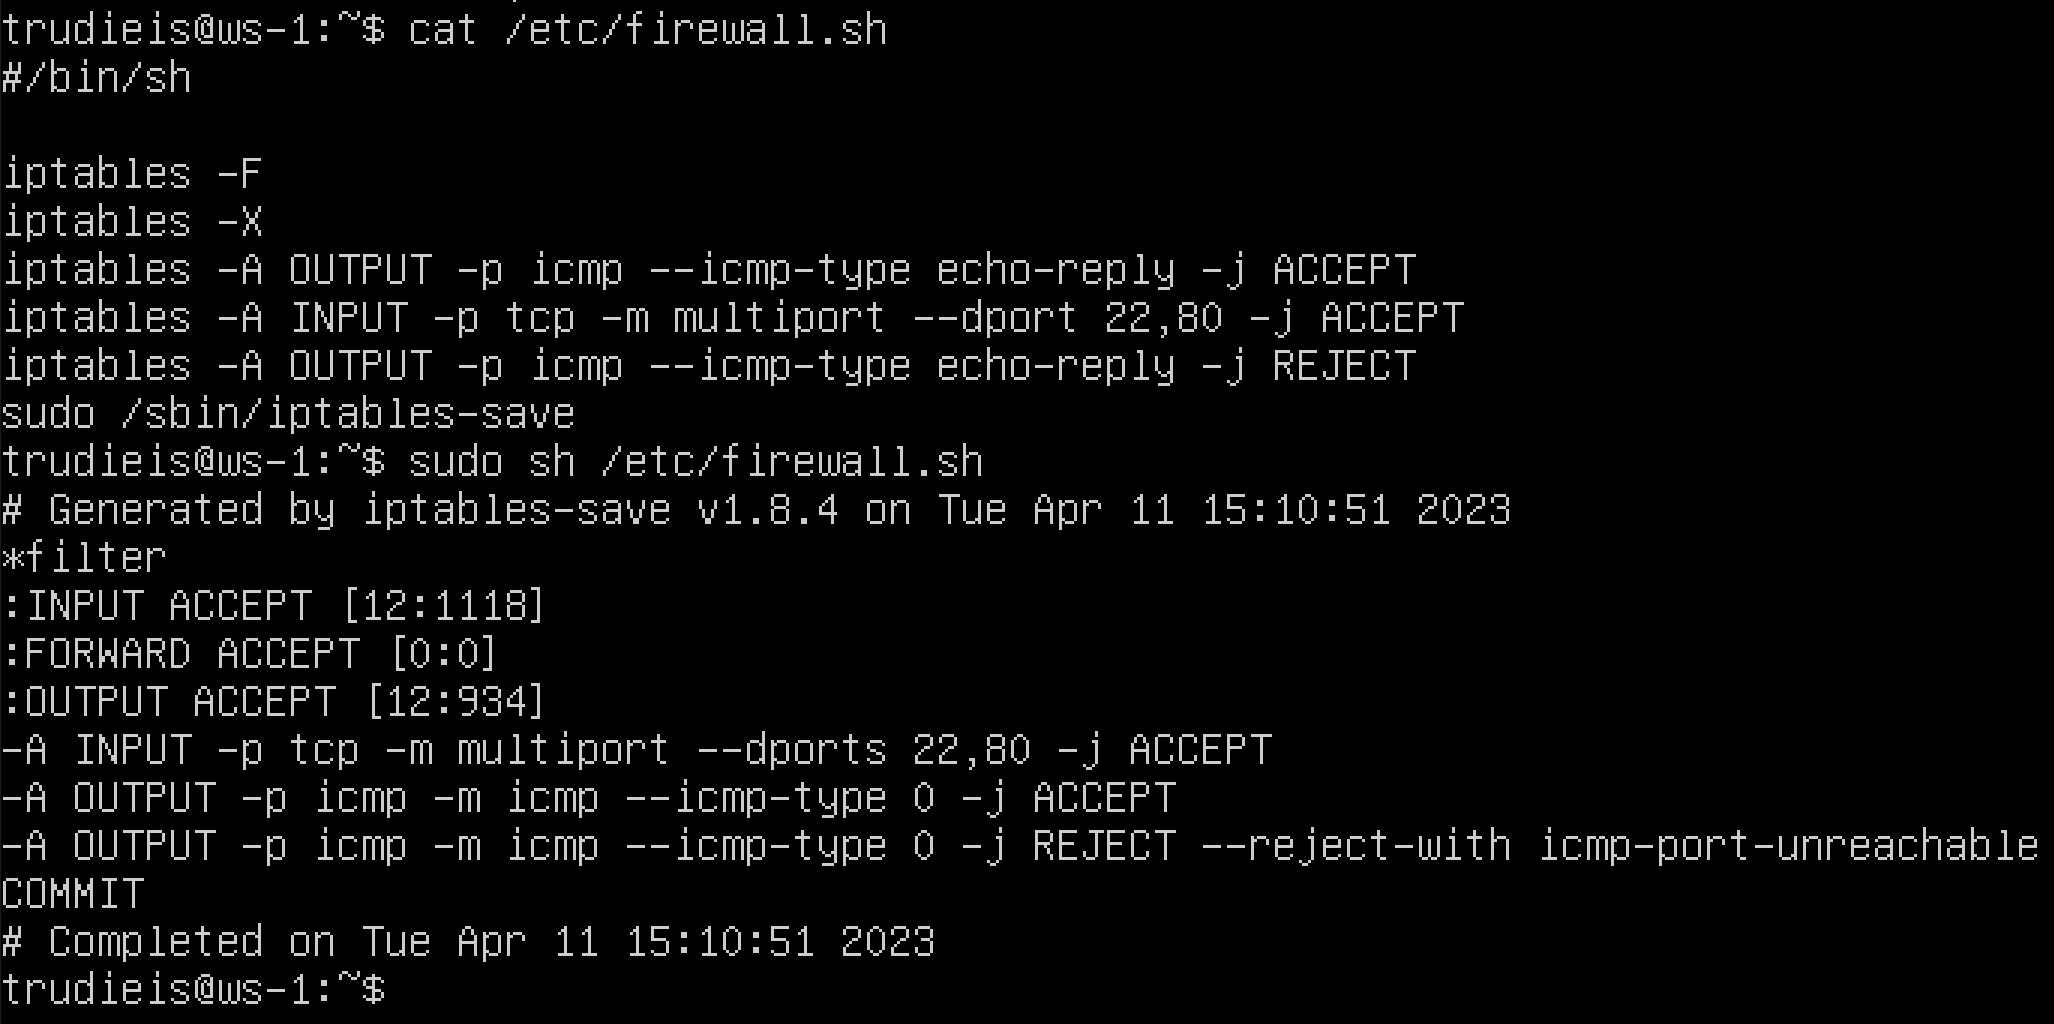 trudieis@ws-1:~$ cat /etc/firewall.sh
#/bin/sh
iptables -F
iptables -X
iptables -A OUTPUT -p icmp --icmp-type echo-reply -j ACCEPT
iptables -A INPUT -p tcp -m multiport --dport 22,80 -j ACCEPT
iptables -A OUTPUT -p icmp --icmp-type echo-reply -j REJECT
sudo /sbin/iptables-save
trudieis@ws-1:~$ sudo sh /etc/firewall.sh
# Generated by iptables-save v1.8.4 on Tue Apr 11 15:10:51 2023
*filter
:INPUT ACCEPT [12:1118]
:FORWARD ACCEPT [0:0]
:OUTPUT ACCEPT [12:934]
-A INPUT -p tcp -m multiport --dports 22,80 -j ACCEPT
-A OUTPUT -p icmp -m icmp --icmp-type 0 -j ACCEPT
-A OUTPUT -p icmp -m icmp --icmp-type 0 -j REJECT --reject-with icmp-port-unreachable
COMMIT
# Completed on Tue Apr 11 15:10:51 2023
trudieis@ws-1:~$